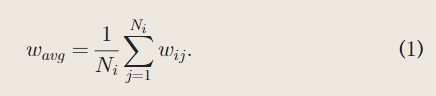 w_{avg} = \frac{1}{N_i} \sum_{j=1}^{N_i} w_{ij}. (1)